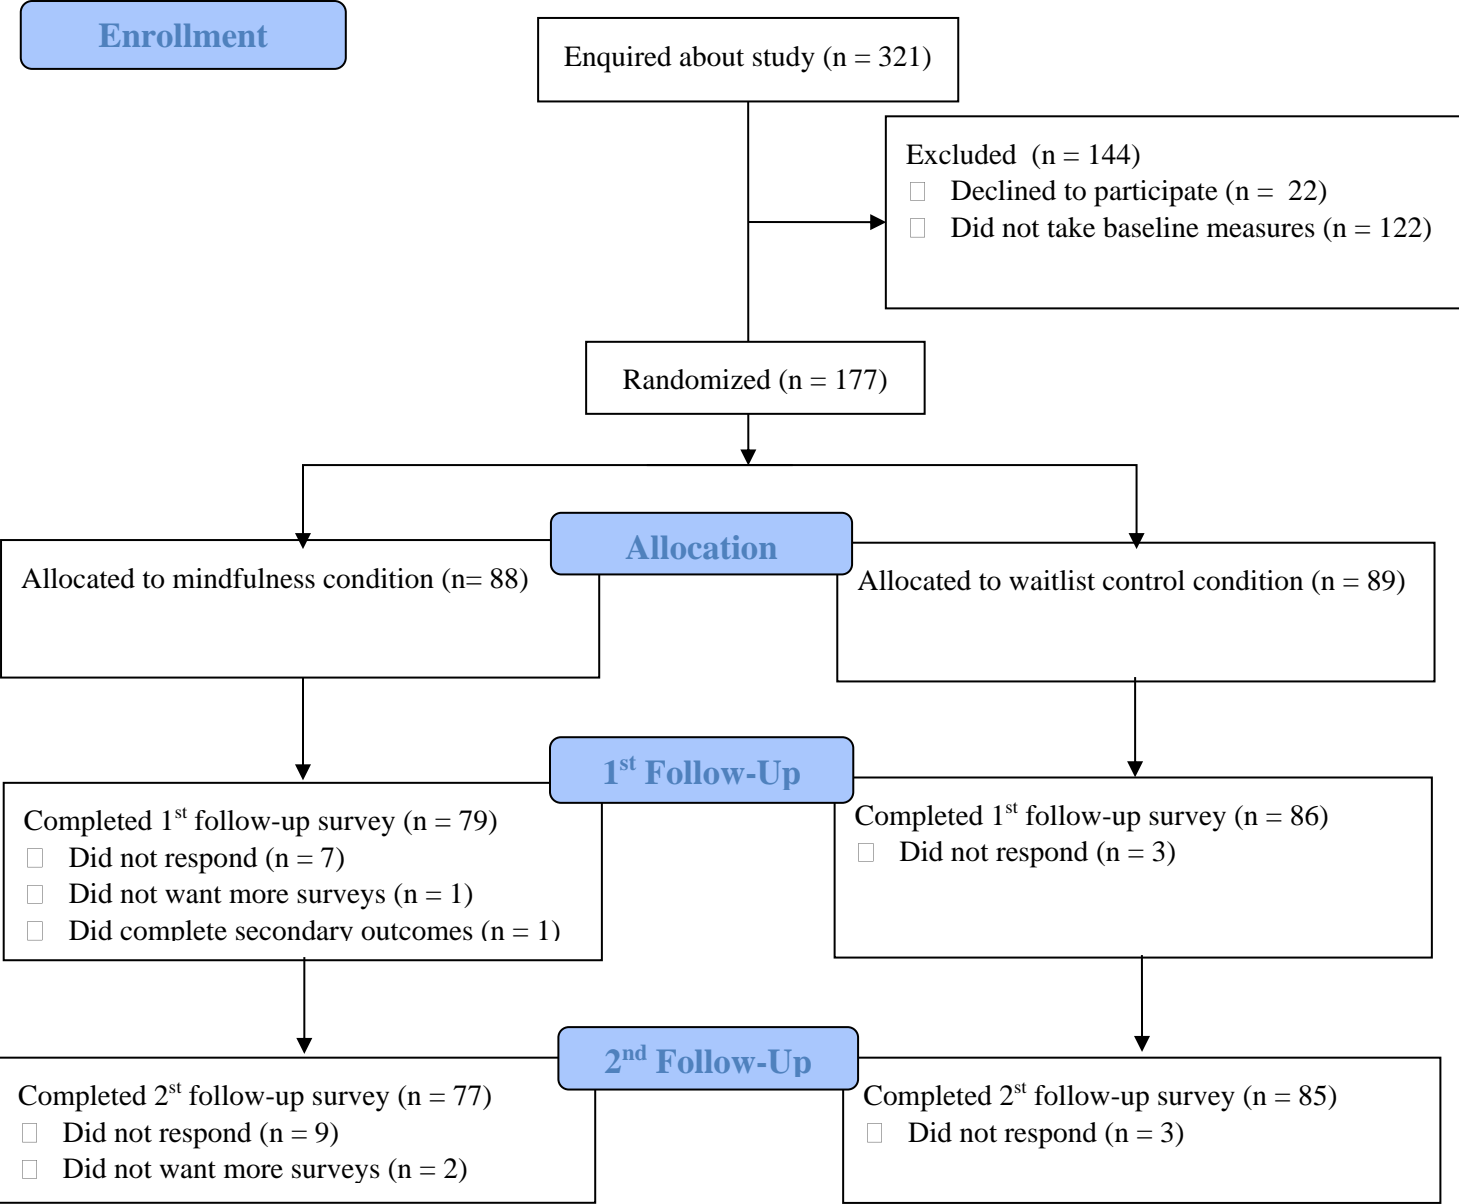 Enrollment
Enquired about study (n = 321)
Excluded  (n = 144)
Declined to participate (n =  22)
Did not take baseline measures (n = 122)
Randomized (n = 177)
Allocation
Allocated to mindfulness condition (n= 88)
Allocated to waitlist control condition (n = 89)
1st Follow-Up
Completed 1st follow-up survey (n = 79)
Did not respond (n = 7)
Did not want more surveys (n = 1)
Did complete secondary outcomes (n = 1)
Completed 1st follow-up survey (n = 86)
Did not respond (n = 3)
2nd Follow-Up
Completed 2st follow-up survey (n = 77)
Did not respond (n = 9)
Did not want more surveys (n = 2)
Completed 2st follow-up survey (n = 85)
Did not respond (n = 3)